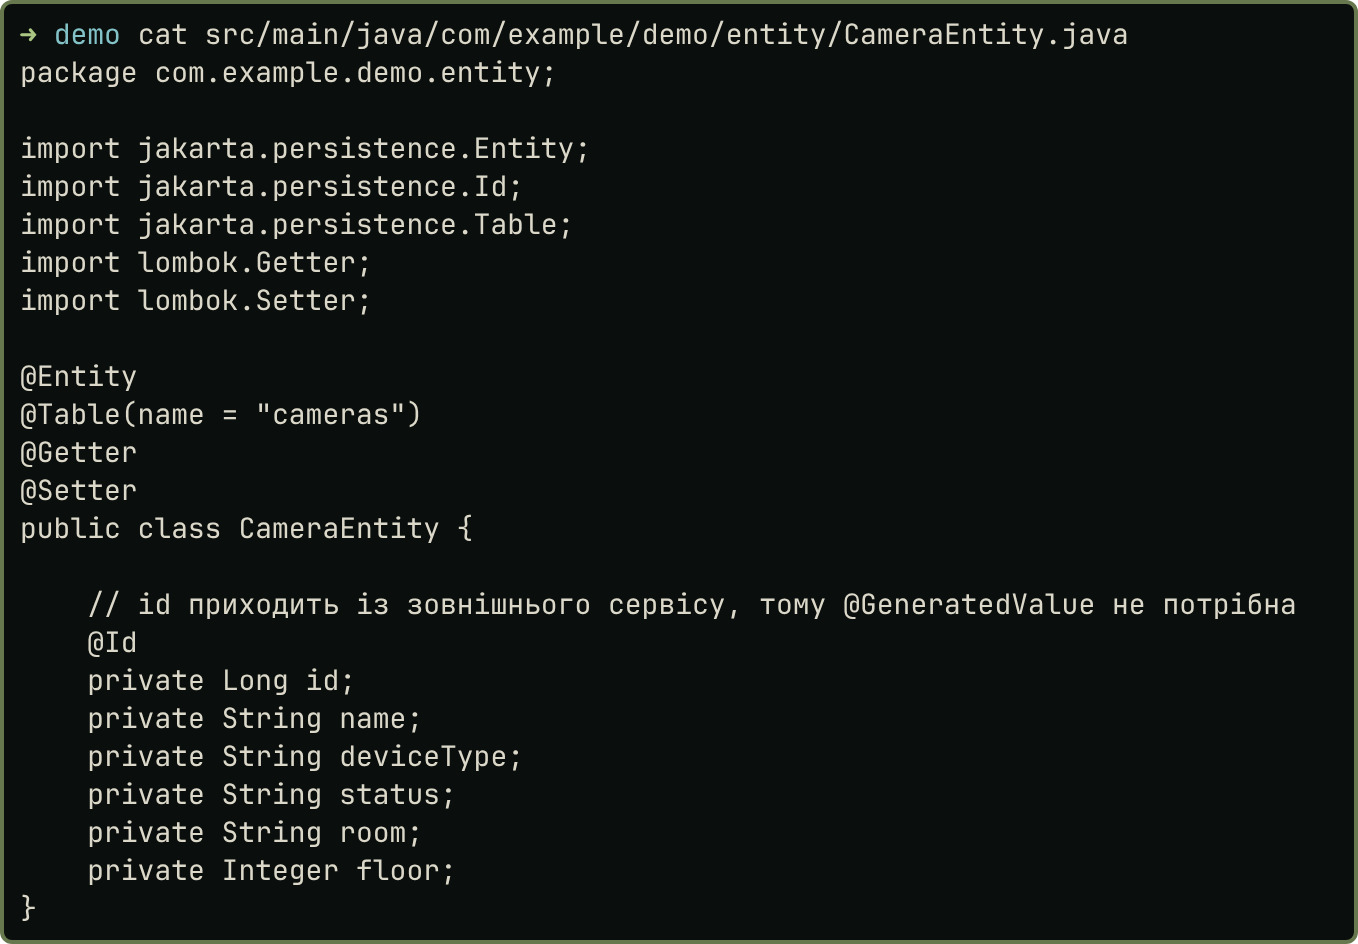 ➜ demo cat src/main/java/com/example/demo/entity/CameraEntity.java
package com.example.demo.entity;

import jakarta.persistence.Entity;
import jakarta.persistence.Id;
import jakarta.persistence.Table;
import lombok.Getter;
import lombok.Setter;

@Entity
@Table(name = "cameras")
@Getter
@Setter
public class CameraEntity {

    // id приходить із зовнішнього сервісу, тому @GeneratedValue не потрібна
    @Id
    private Long id;
    private String name;
    private String deviceType;
    private String status;
    private String room;
    private Integer floor;
}